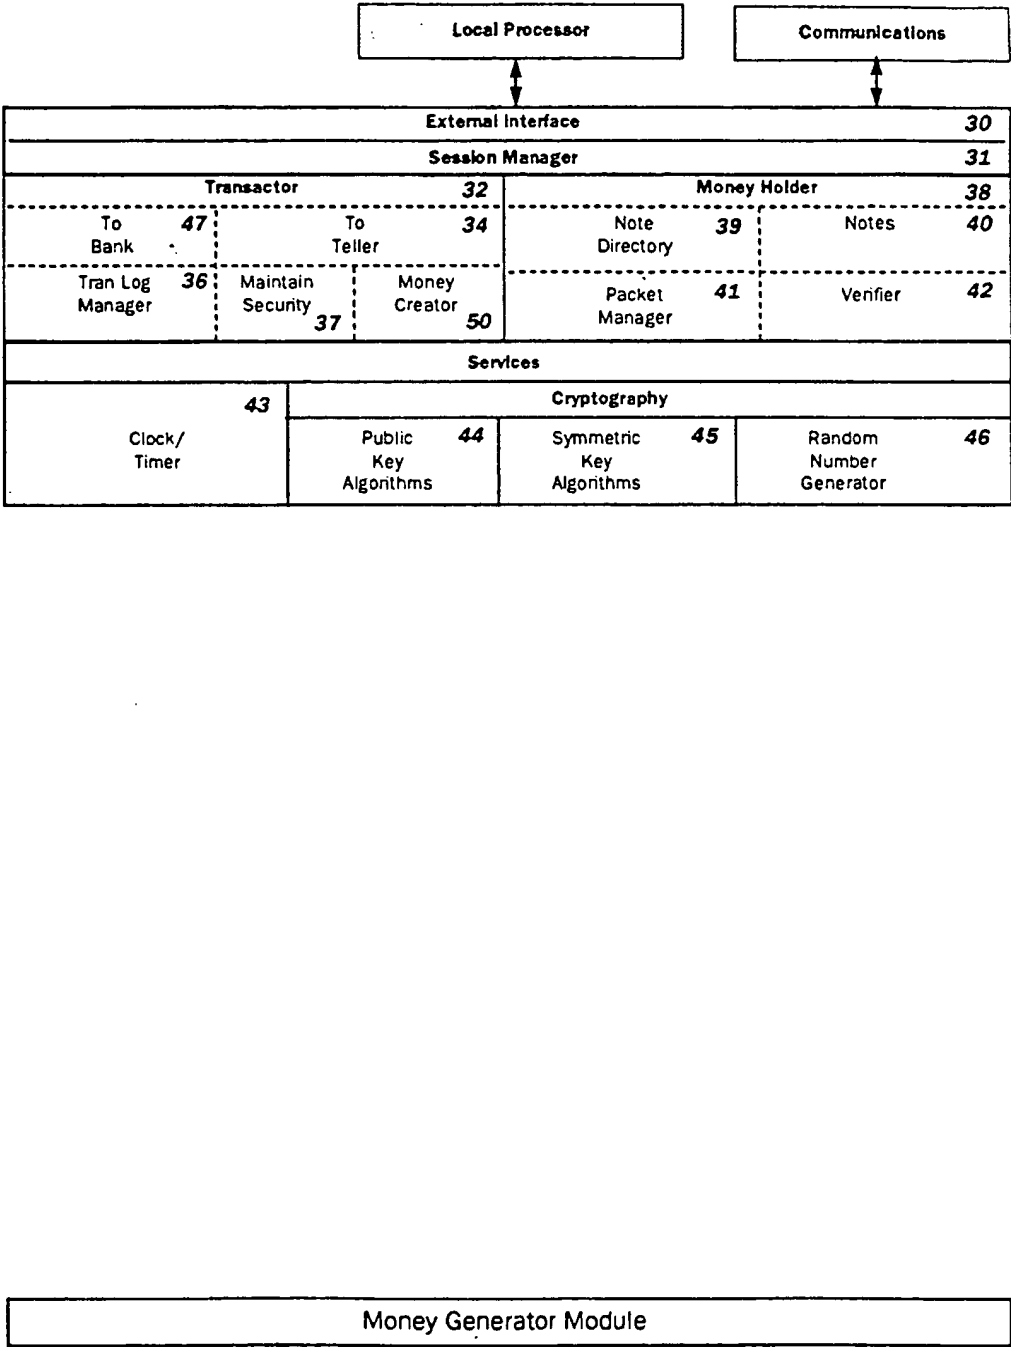 Local Processor
Communications
External Interface 30
Session Manager 31
Transactor 32
Money Holder 38
To Bank 47
To Teller 34
Note Directory 39
Notes 40
Tran Log Manager 36
Maintain Security 37
Money Creator 50
Packet Manager 41
Verifier 42
Services
43
Clock/
Timer
Cryptography
Public 44
Key
Algorithms
Symmetric 45
Key
Algorithms
Random 46
Number
Generator
Money Generator Module